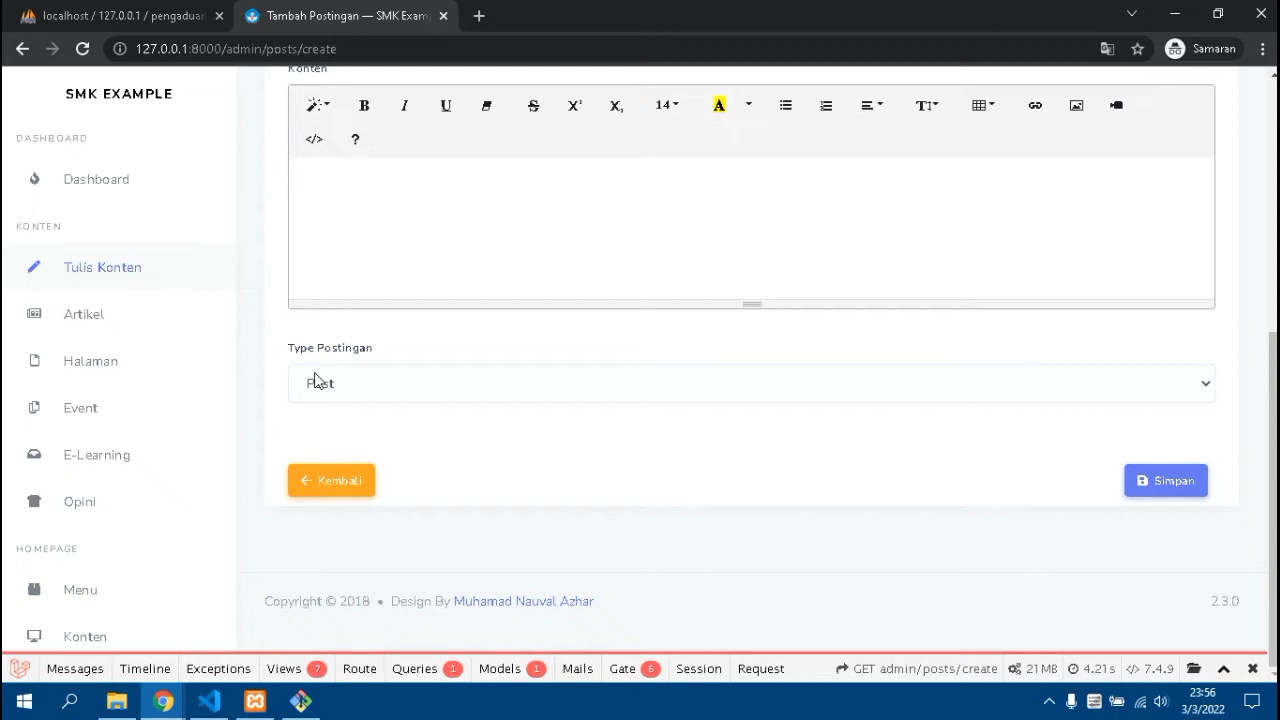 localhost / 127.0.0.1 / pengaduan
Tambah Postingan — SMK Examp
127.0.0.1:8000/admin/posts/create
Samaran
SMK EXAMPLE
DASHBOARD
Dashboard
KONTEN
Tulis Konten
Artikel
Halaman
Event
E-Learning
Opini
HOMEPAGE
Menu
Konten
Konten
B I U S X² X₂ 14 A T
</> ?
Type Postingan
Post
Kembali
Simpan
Copyright © 2018 • Design By Muhamad Nauval Azhar
2.3.0
Messages Timeline Exceptions Views 7 Route Queries 1 Models 1 Mails Gate 6 Session Request GET admin/posts/create 21MB 4.21s 7.4.9
23:56
3/3/2022